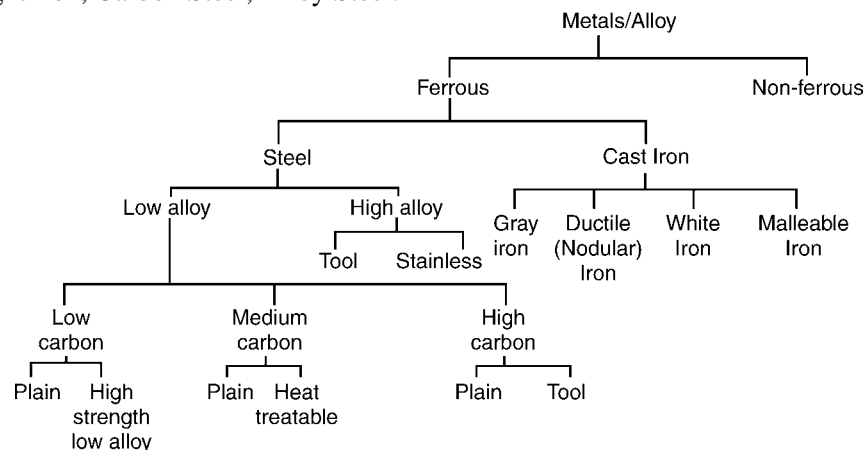 Carbon Steel, Alloy Steel.
Metals/Alloy
Ferrous
Non-ferrous
Steel
Cast Iron
Low alloy
High alloy
Gray
iron
Ductile
(Nodular)
Iron
White
Iron
Malleable
Iron
Tool
Stainless
Low
carbon
Medium
carbon
High
carbon
Plain
High
strength
low alloy
Plain
Heat
treatable
Plain
Tool